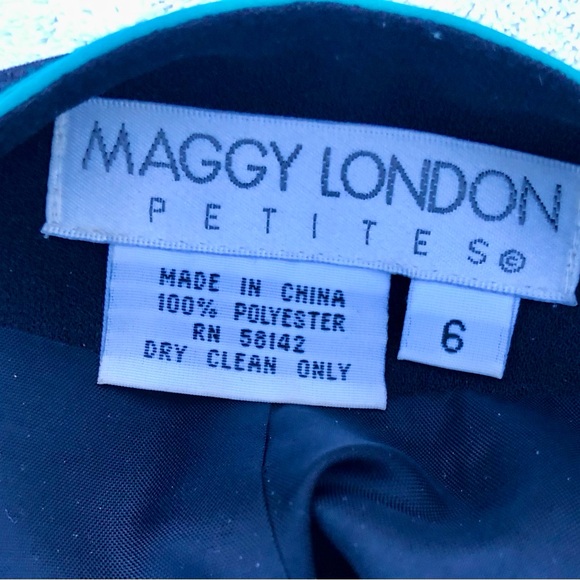 MAGGY LONDON
PETITES©
MADE IN CHINA
100% POLYESTER
RN 58142
DRY CLEAN ONLY
6